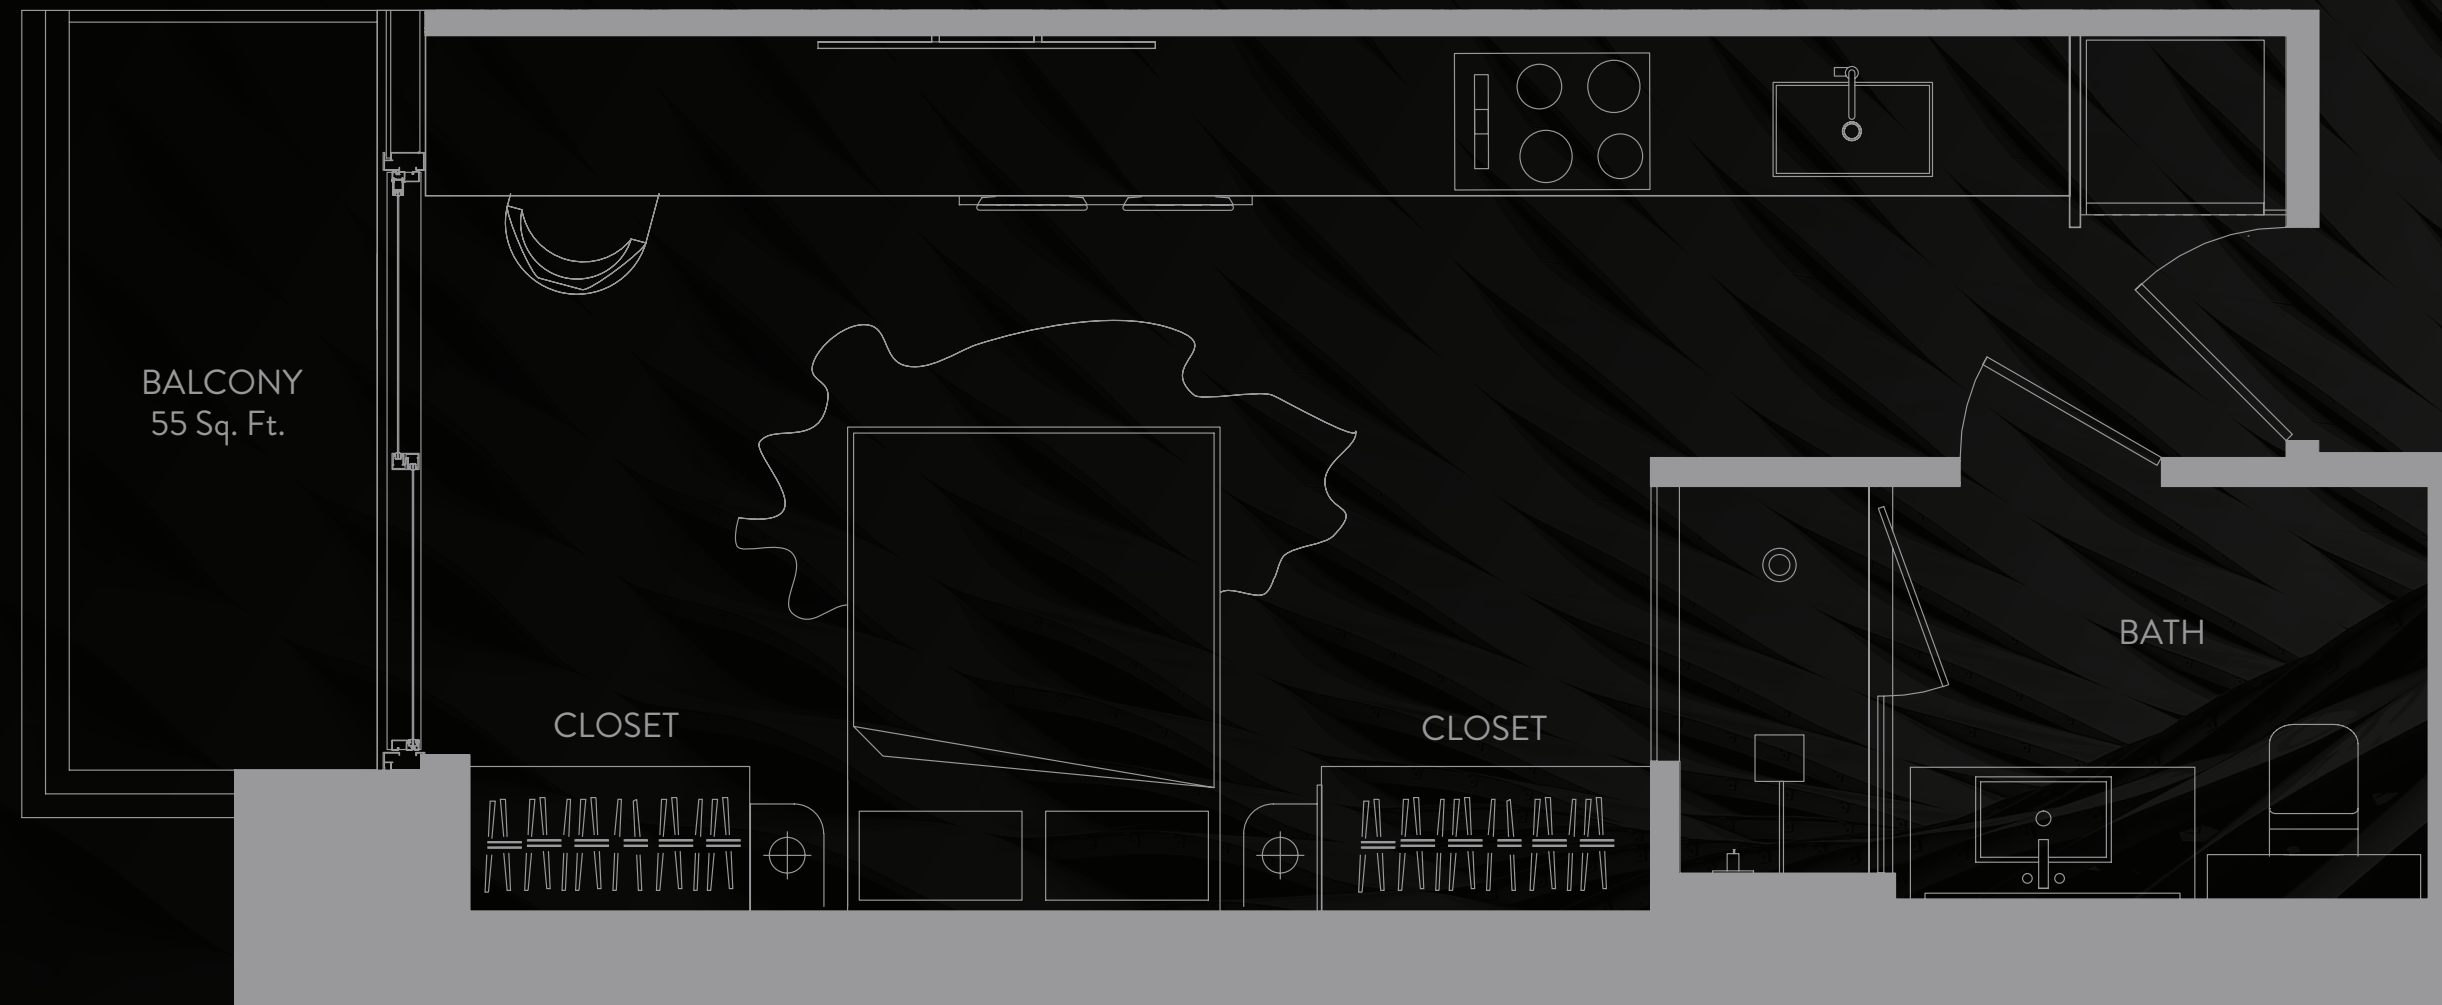 BALCONY
55 Sq. Ft.
CLOSET
CLOSET
BATH